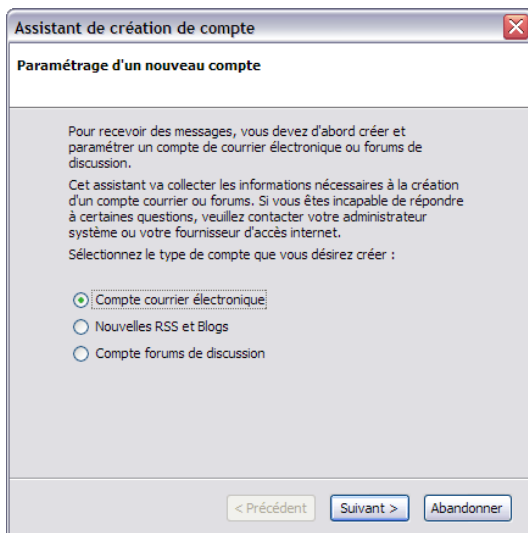 Assistant de création de compte
Paramétrage d'un nouveau compte
Pour recevoir des messages, vous devez d'abord créer et
paramétrer un compte de courrier électronique ou forums de
discussion.
Cet assistant va collecter les informations nécessaires à la création
d'un compte courrier ou forums. Si vous êtes incapable de répondre
à certaines questions, veuillez contacter votre administrateur
système ou votre fournisseur d'accès internet.
Sélectionnez le type de compte que vous désirez créer :
Compte courrier électronique
Nouvelles RSS et Blogs
Compte forums de discussion
< Précédent Suivant > Abandonner